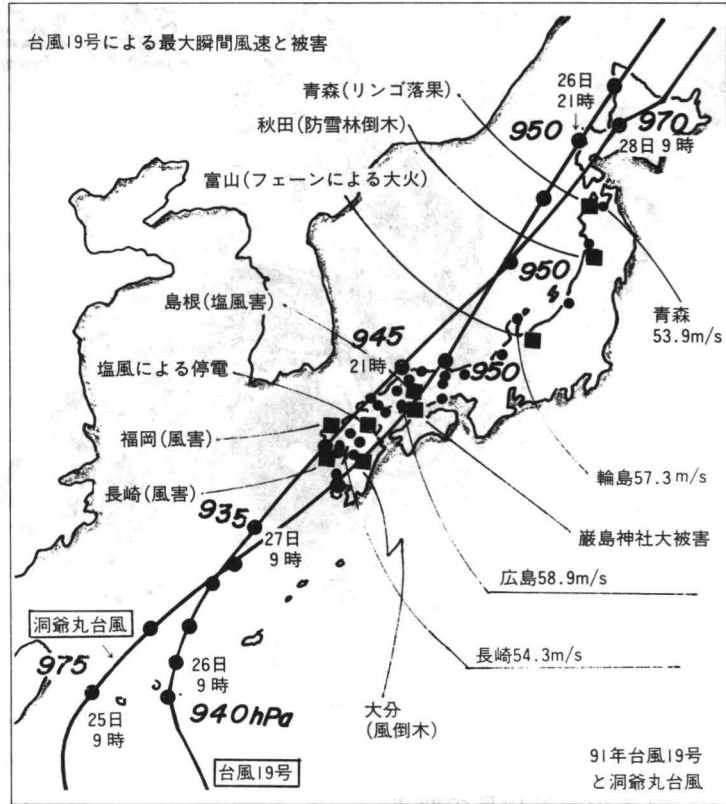 台風19号による最大瞬間風速と被害
青森(リンゴ落果)
秋田(防雪林倒木)
富山(フェーンによる大火)
26日
21時
950
970
28日9時
島根(塩風害)
950
青森
53.9m/s
945
21時
950
塩風による停電
福岡(風害)
長崎(風害)
輪島57.3m/s
935
27日
9時
厳島神社大被害
広島58.9m/s
洞爺丸台風
975
26日
9時
長崎54.3m/s
25日
9時
940hPa
大分
(風倒木)
台風19号
91年台風19号
と洞爺丸台風